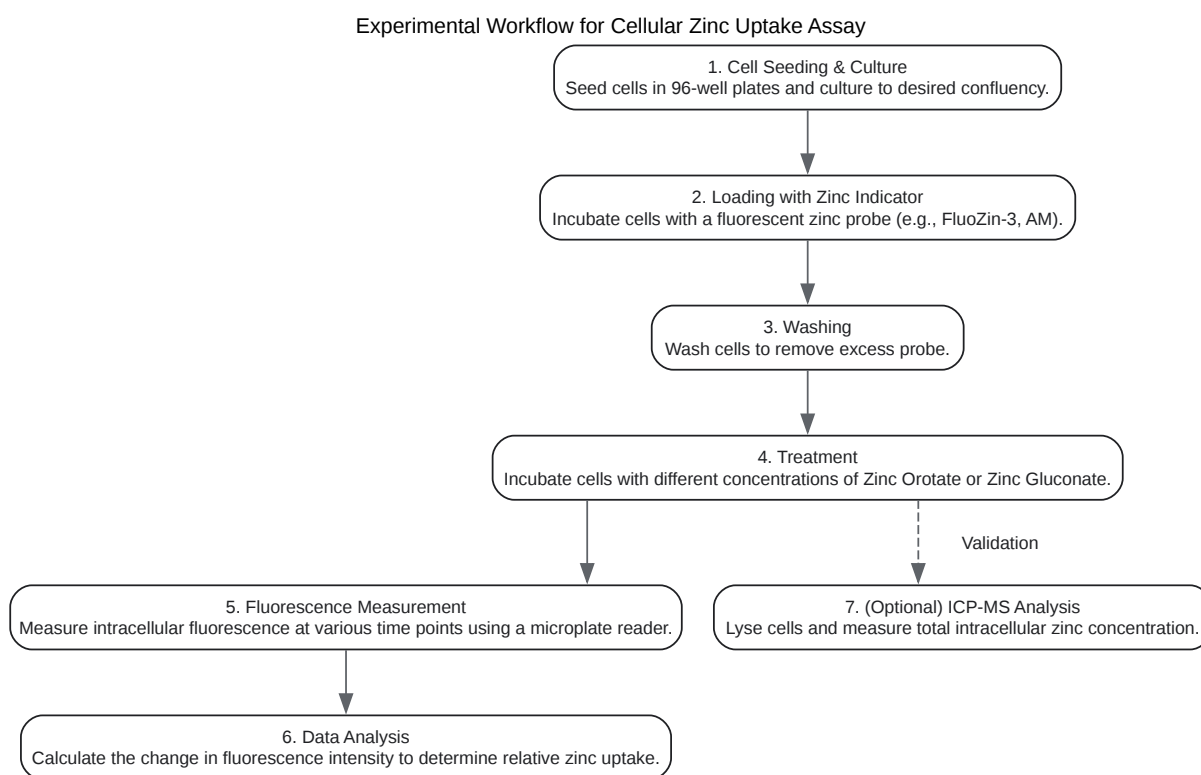 Experimental Workflow for Cellular Zinc Uptake Assay
1. Cell Seeding & Culture
Seed cells in 96-well plates and culture to desired confluency.
2. Loading with Zinc Indicator
Incubate cells with a fluorescent zinc probe (e.g., FluoZin-3, AM).
3. Washing
Wash cells to remove excess probe.
4. Treatment
Incubate cells with different concentrations of Zinc Orotate or Zinc Gluconate.
Validation
5. Fluorescence Measurement
Measure intracellular fluorescence at various time points using a microplate reader.
7. (Optional) ICP-MS Analysis
Lyse cells and measure total intracellular zinc concentration.
6. Data Analysis
Calculate the change in fluorescence intensity to determine relative zinc uptake.